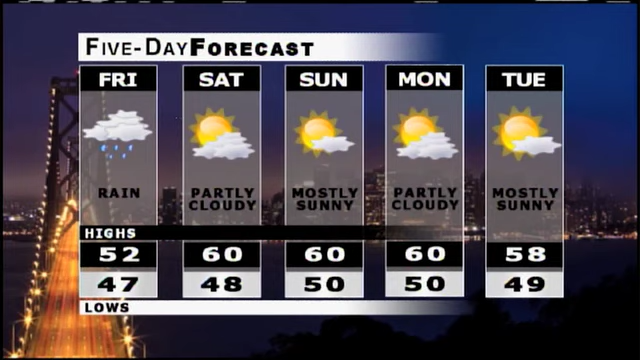 FIVE-DAY FORECAST
FRI SAT SUN MON TUE
RAIN PARTLY CLOUDY MOSTLY SUNNY PARTLY CLOUDY MOSTLY SUNNY
HIGHS
52 60 60 60 58
47 48 50 50 49
LOWS